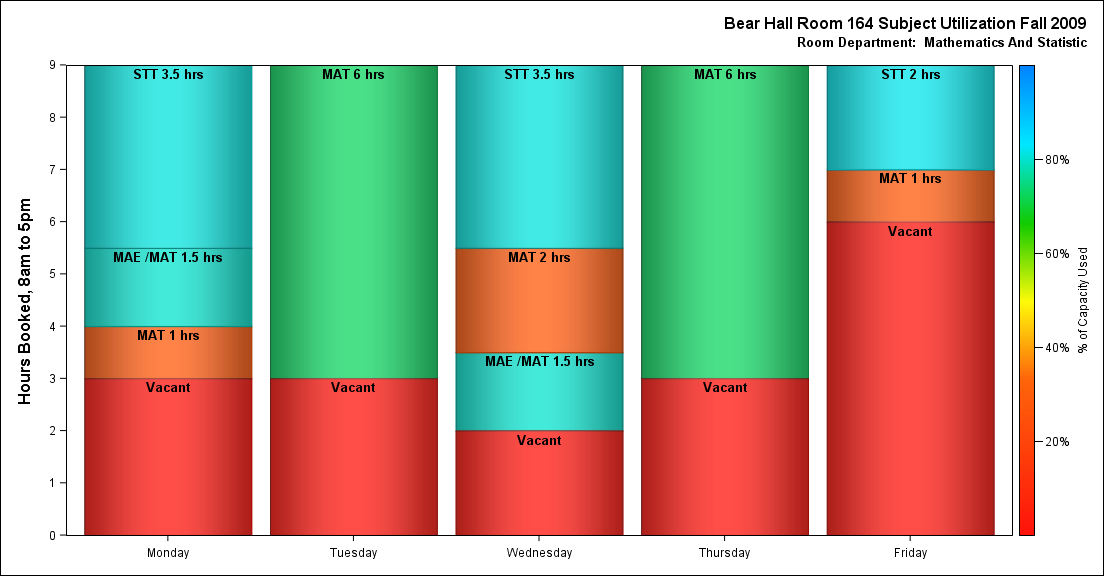 Bear Hall Room 164 Subject Utilization Fall 2009
Room Department:  Mathematics And Statistic
Hours Booked, 8am to 5pm
9
8
7
6
5
4
3
2
1
0
STT 3.5 hrs
MAE /MAT 1.5 hrs
MAT 1 hrs
Vacant
MAT 6 hrs
Vacant
STT 3.5 hrs
MAT 2 hrs
MAE /MAT 1.5 hrs
Vacant
MAT 6 hrs
Vacant
STT 2 hrs
MAT 1 hrs
Vacant
Monday
Tuesday
Wednesday
Thursday
Friday
80%
60%
40%
20%
% of Capacity Used